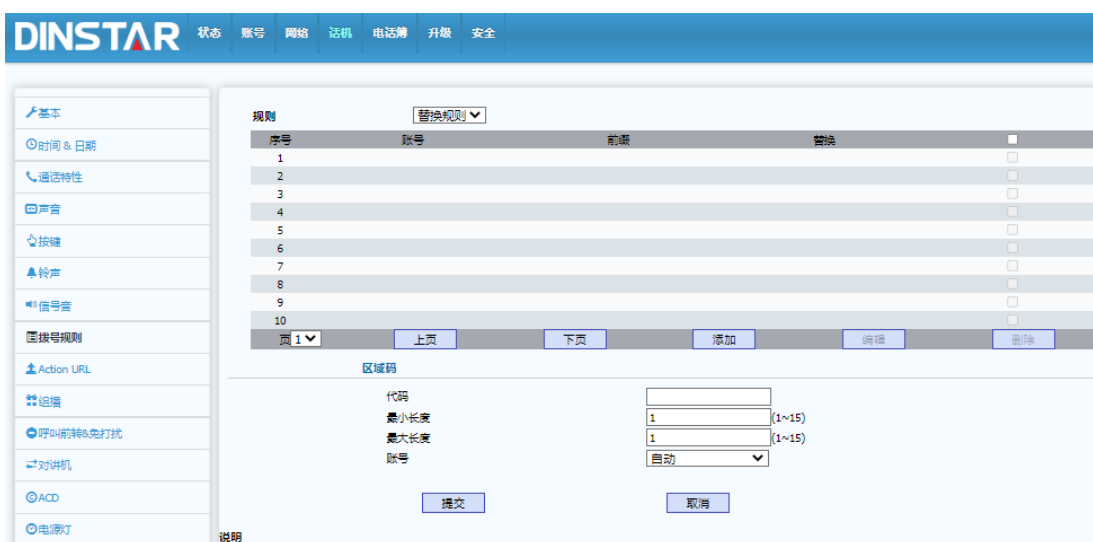 DINSTAR 状态 账号 网络 话机 电话簿 升级 安全
基本
时间 & 日期
通话特性
声音
按键
铃声
信号音
拨号规则
Action URL
组播
呼叫前转&免打扰
对讲机
ACD
电源灯
规则 替换规则
序号 账号 前缀 替换
1
2
3
4
5
6
7
8
9
10
页 1 上页 下页 添加 编辑 删除
区域码
代码
最小长度 1 (1~15)
最大长度 1 (1~15)
账号 自动
提交 取消
说明